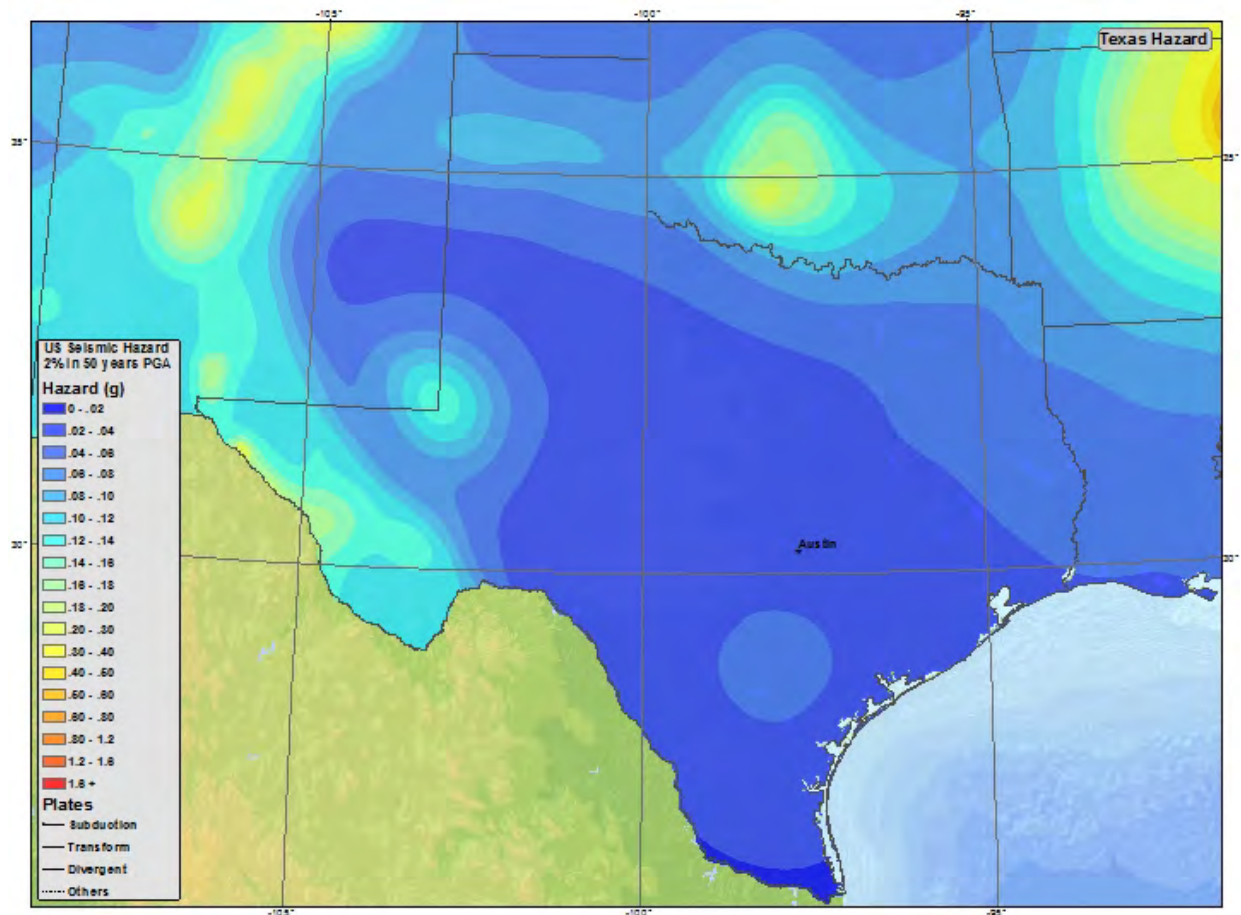 -105°
-100°
-95°
Texas Hazard
35°
35°
US Seismic Hazard
2% in 50 years PGA
Hazard (g)
0 - .02
.02 - .04
.04 - .06
.06 - .08
.08 - .10
.10 - .12
.12 - .14
.14 - .16
.16 - .18
.18 - .20
.20 - .30
.30 - .40
.40 - .50
.50 - .60
.60 - .80
.80 - 1.2
1.2 - 1.6
1.6 +
Plates
Subduction
Transform
Divergent
Others
30°
Austin
30°
-105°
-100°
-95°